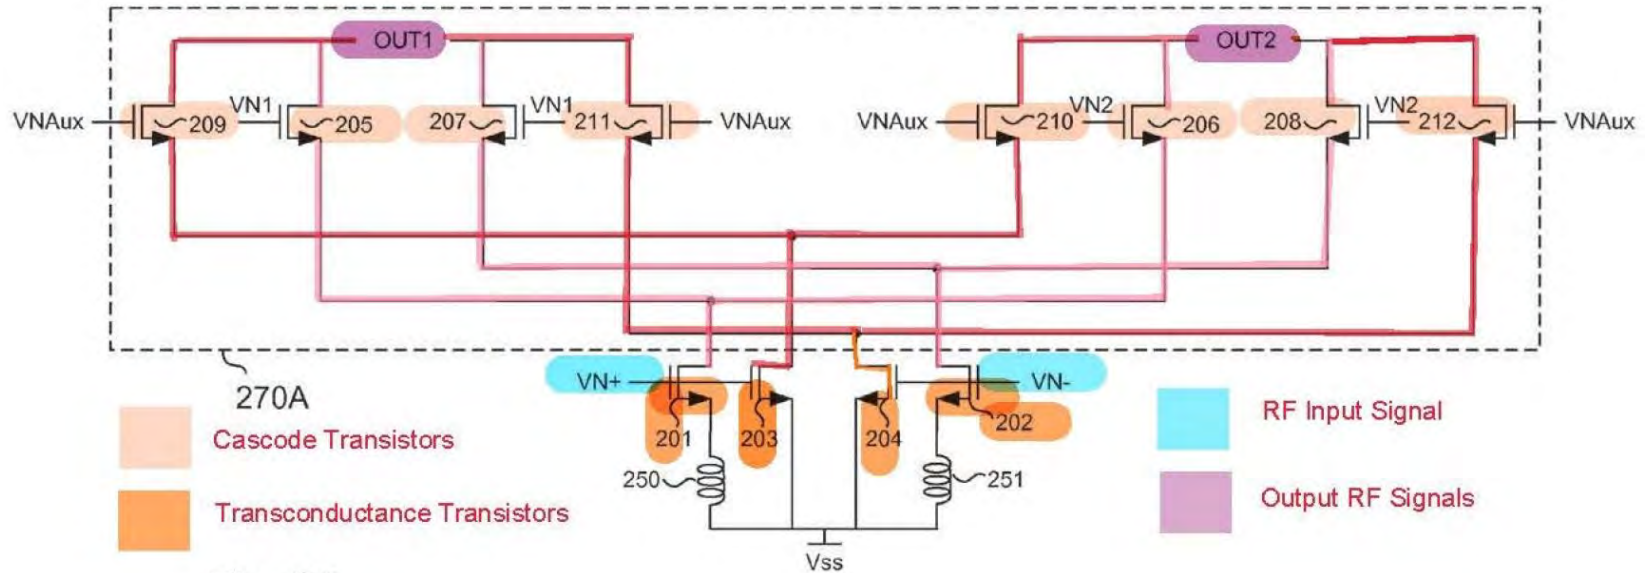 OUT1 OUT2
VNAux 209 VN1 205 207 VN1 211 VNAux VNAux 210 VN2 206 208 VN2 212 VNAux
270A VN+ VN-
201 203 204 202
250 251
Vss
Cascode Transistors
Transconductance Transistors
RF Input Signal
Output RF Signals